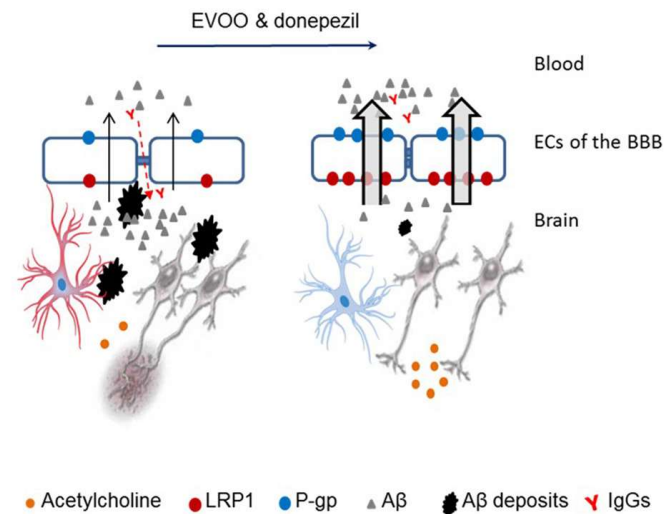 EVOO & donepezil
Blood
ECs of the BBB
Brain
Acetylcholine LRP1 P-gp Aβ Aβ deposits IgGs